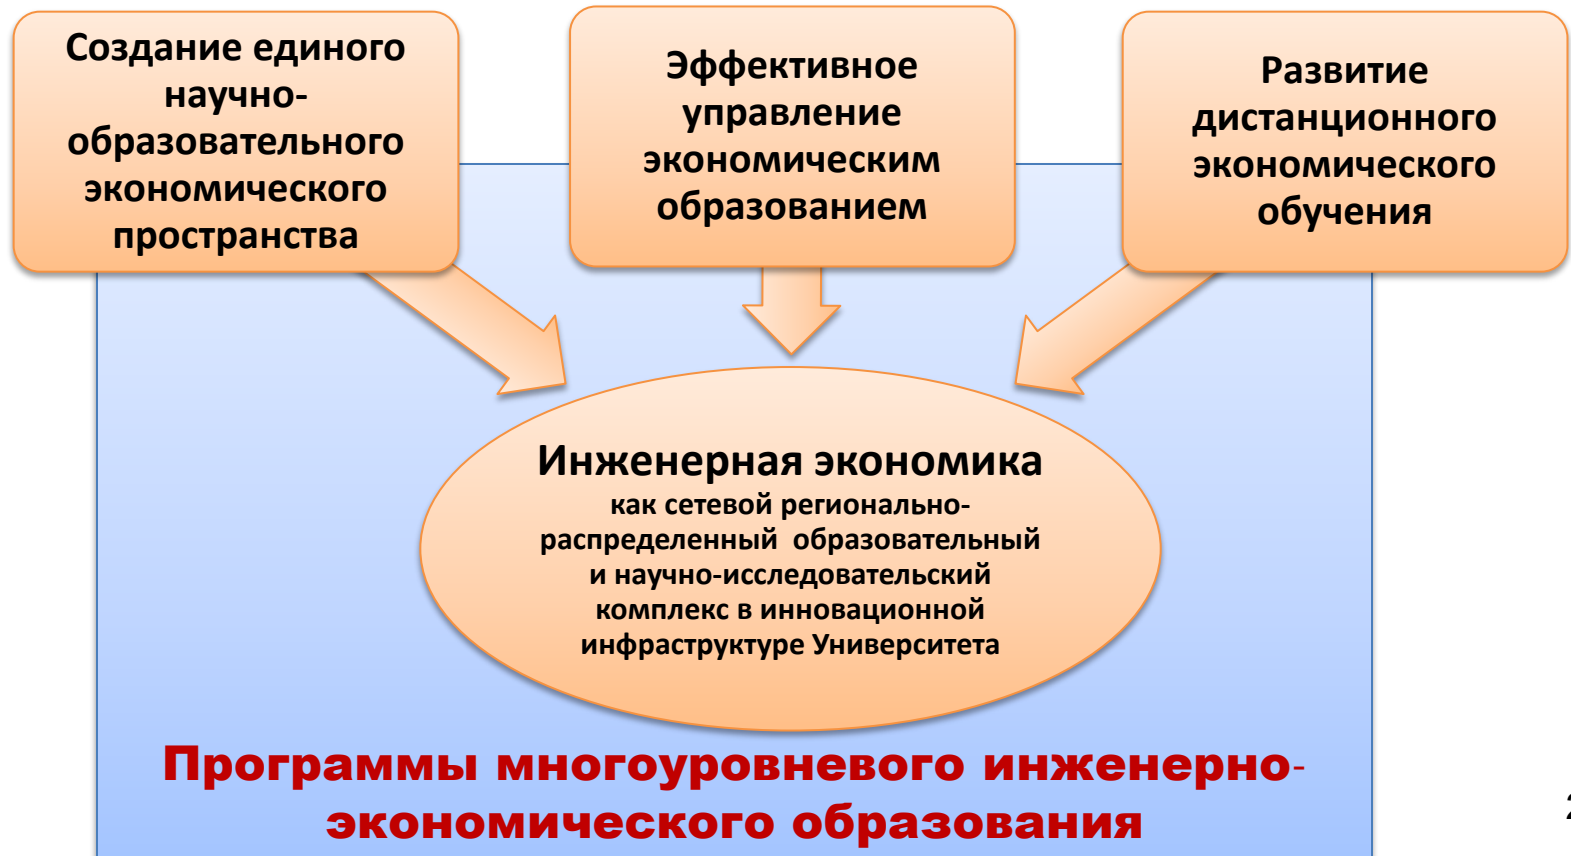 Создание единого
научно-
образовательного
экономического
пространства
Эффективное
управление
экономическим
образованием
Развитие
дистанционного
экономического
обучения
Инженерная экономика
как сетевой регионально-
распределенный образовательный
и научно-исследовательский
комплекс в инновационной
инфраструктуре Университета
Программы многоуровневого инженерно-
экономического образования